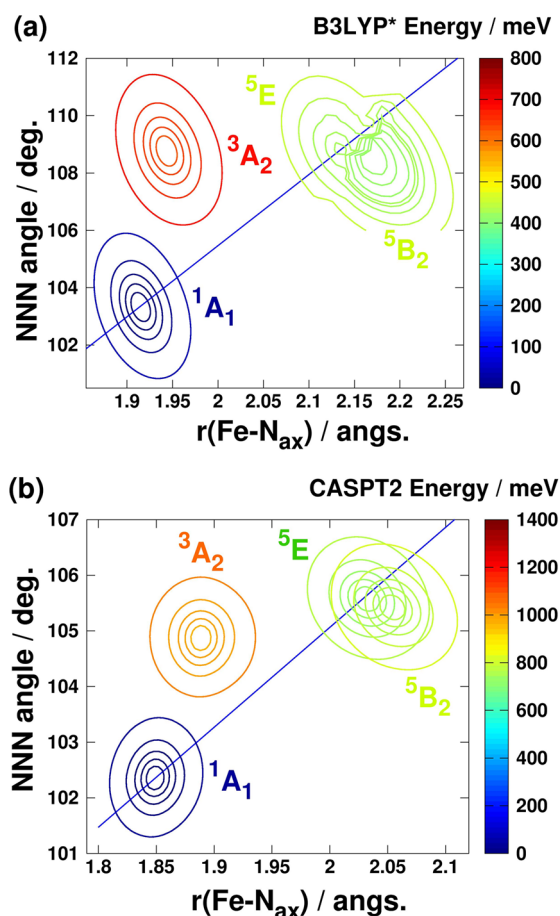 (a)
B3LYP* Energy / meV
112
110
108
106
104
102
NNN angle / deg.
⁵E
³A₂
⁵B₂
¹A₁
1.9 1.95 2 2.05 2.1 2.15 2.2 2.25
r(Fe-Nₐₓ) / angs.
800
700
600
500
400
300
200
100
0
(b)
CASPT2 Energy / meV
107
106
105
104
103
102
101
NNN angle / deg.
³A₂
⁵E
⁵B₂
¹A₁
1.8 1.85 1.9 1.95 2 2.05 2.1
r(Fe-Nₐₓ) / angs.
1400
1200
1000
800
600
400
200
0